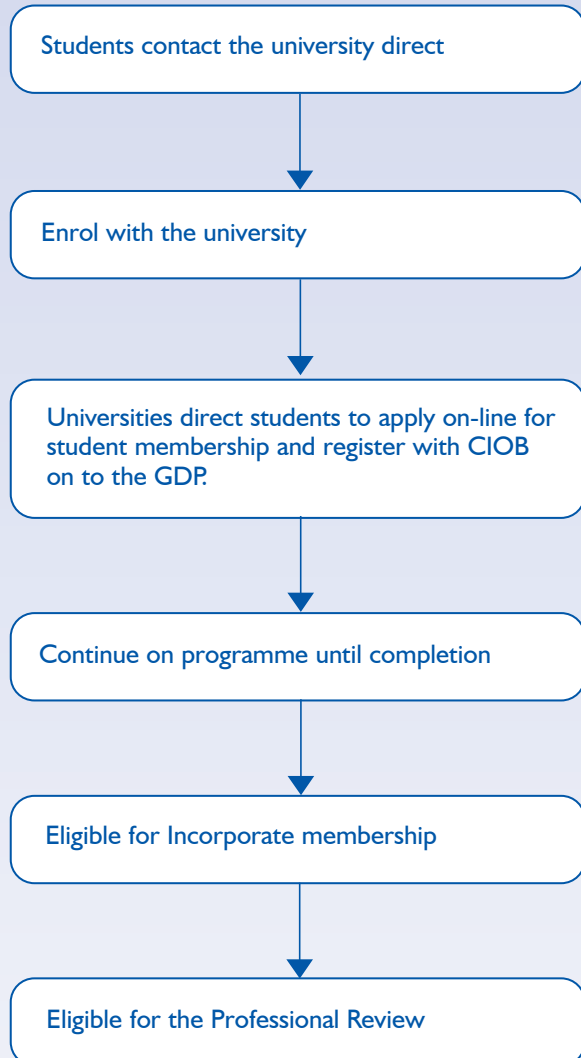 Students contact the university direct
Enrol with the university
Universities direct students to apply on-line for
student membership and register with CIOB
on to the GDP.
Continue on programme until completion
Eligible for Incorporate membership
Eligible for the Professional Review